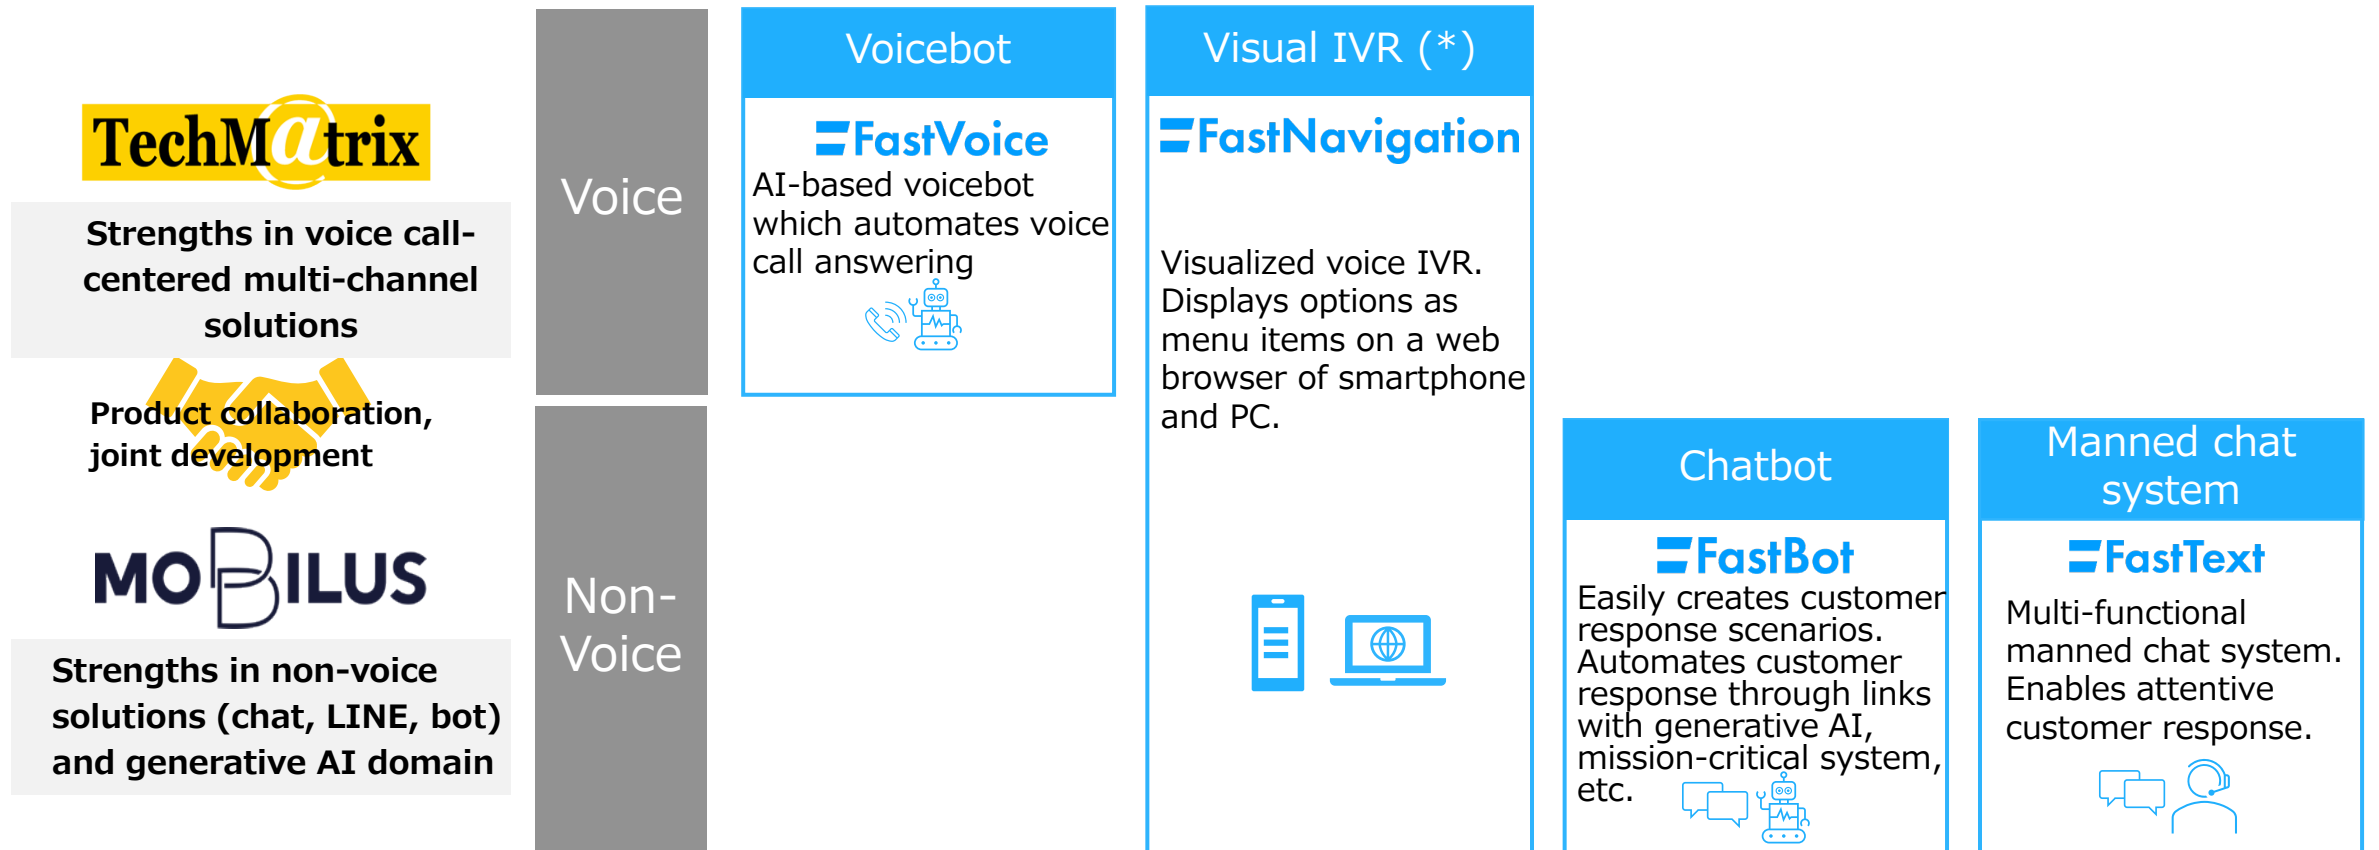 TechM@trix
Strengths in voice call-
centered multi-channel
solutions
Product collaboration,
joint development
MOBILUS
Strengths in non-voice
solutions (chat, LINE, bot)
and generative AI domain
Voice
Non-
Voice
Voicebot
FastVoice
AI-based voicebot
which automates voice
call answering
Visual IVR (*)
FastNavigation
Visualized voice IVR.
Displays options as
menu items on a web
browser of smartphone
and PC.
Chatbot
FastBot
Easily creates customer
response scenarios.
Automates customer
response through links
with generative AI,
mission-critical system,
etc.
Manned chat
system
FastText
Multi-functional
manned chat system.
Enables attentive
customer response.